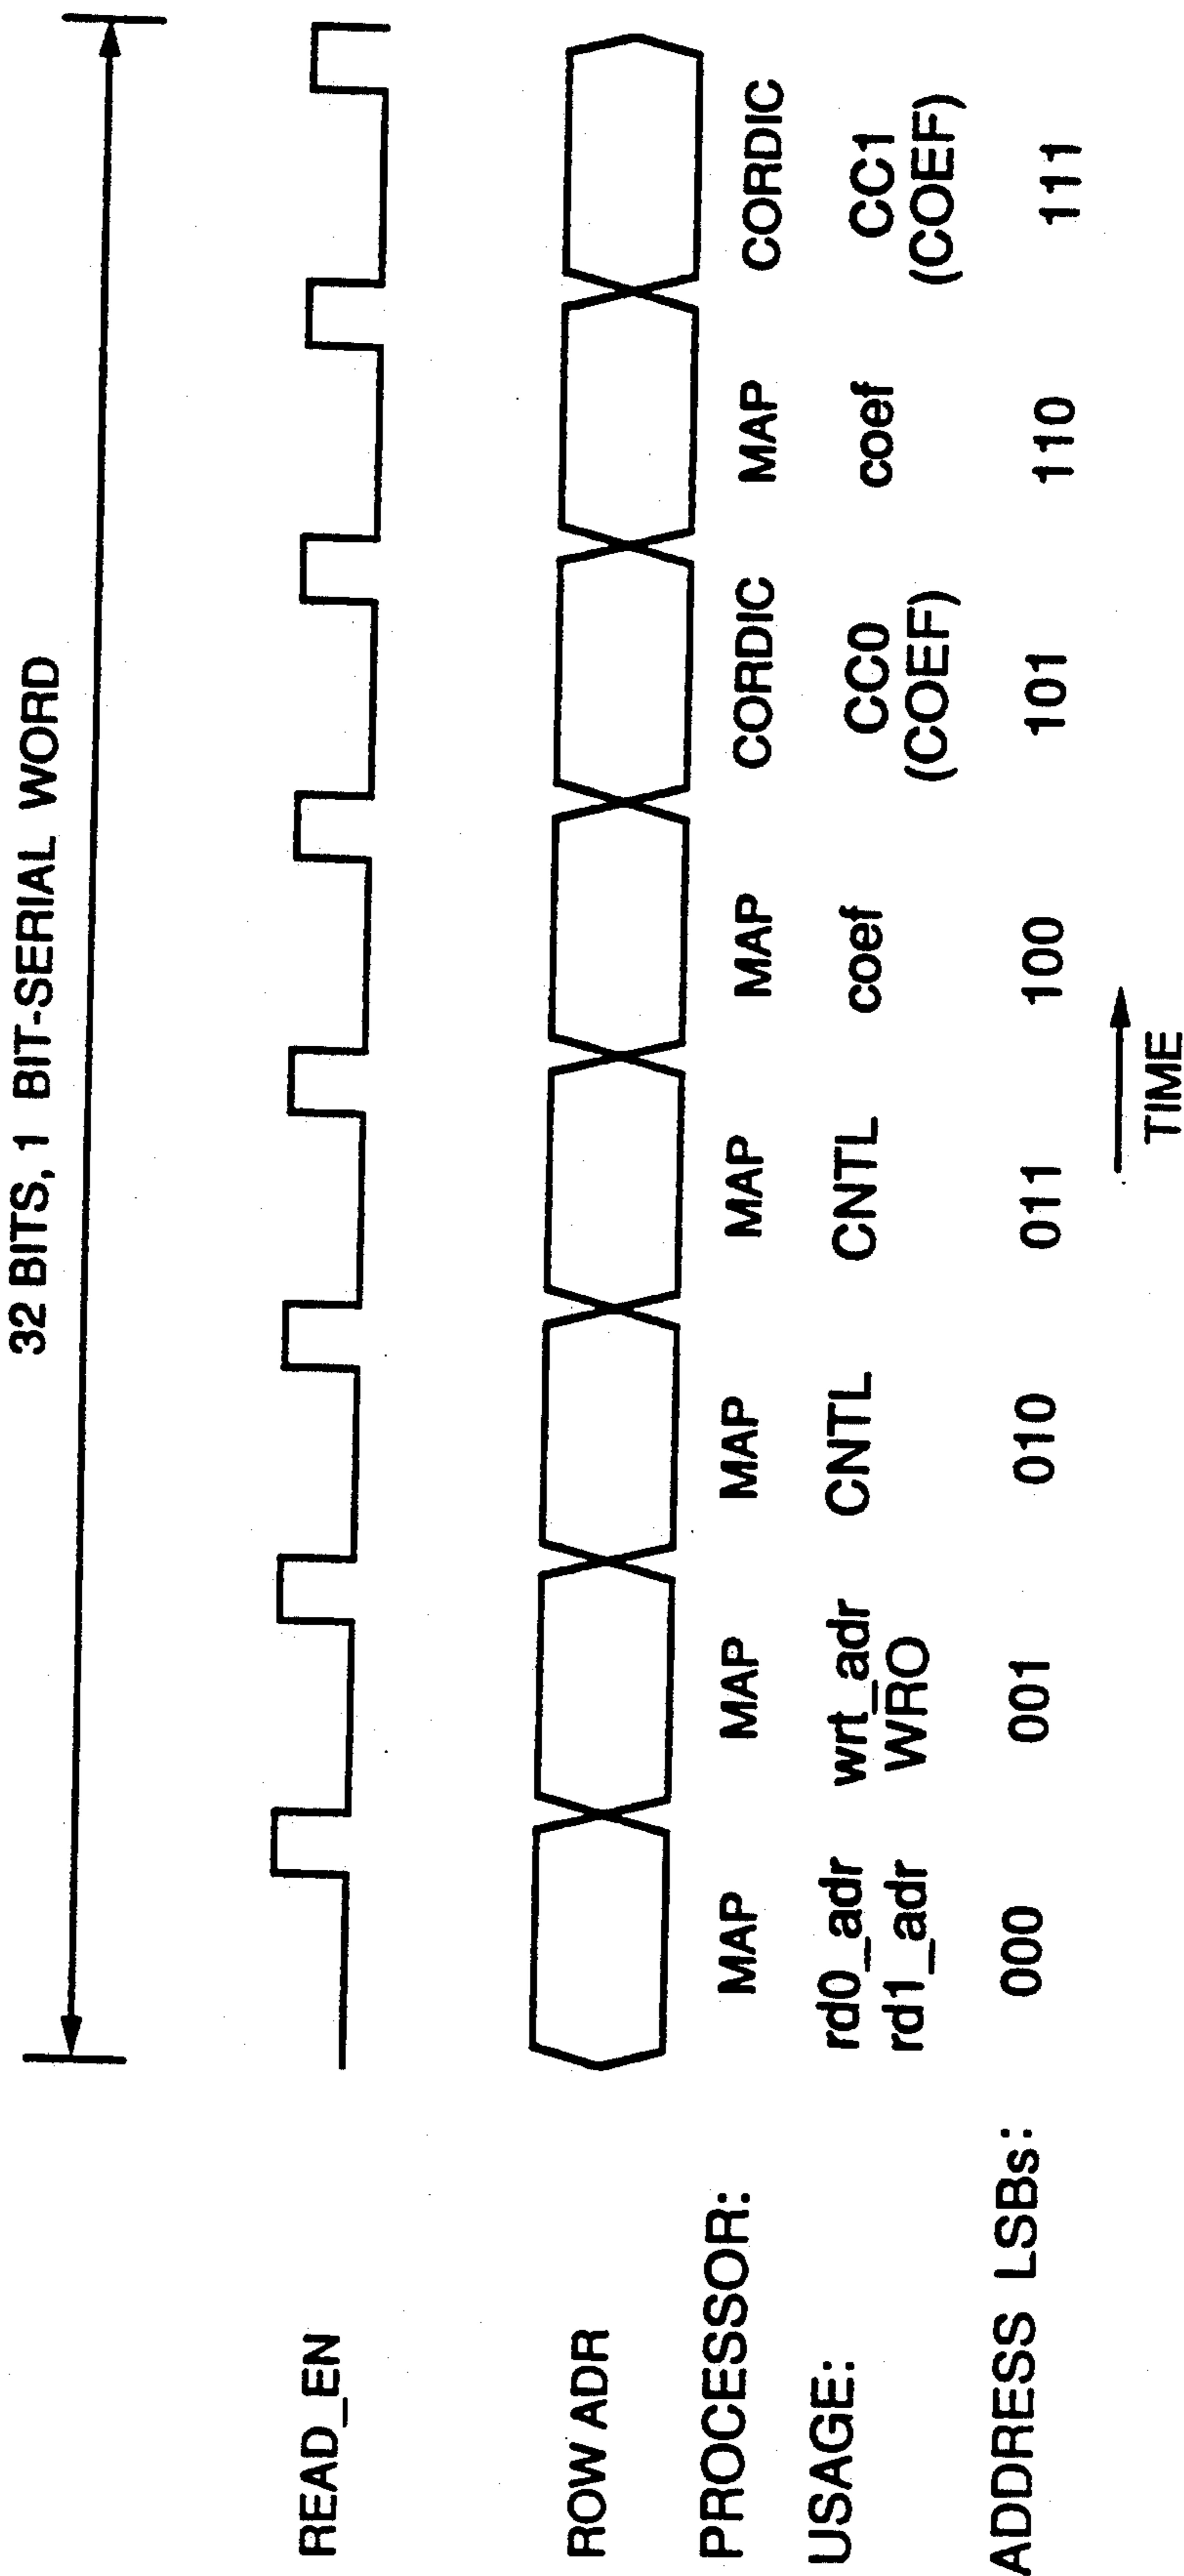 32 BITS, 1 BIT-SERIAL WORD
READ_EN
ROW ADR
PROCESSOR: MAP MAP MAP MAP MAP CORDIC MAP CORDIC
USAGE: rd0_adr wrt_adr CNTL CNTL coef CC0 coef CC1
rd1_adr WRO (COEF) (COEF)
ADDRESS LSBs: 000 001 010 011 100 101 110 111
TIME